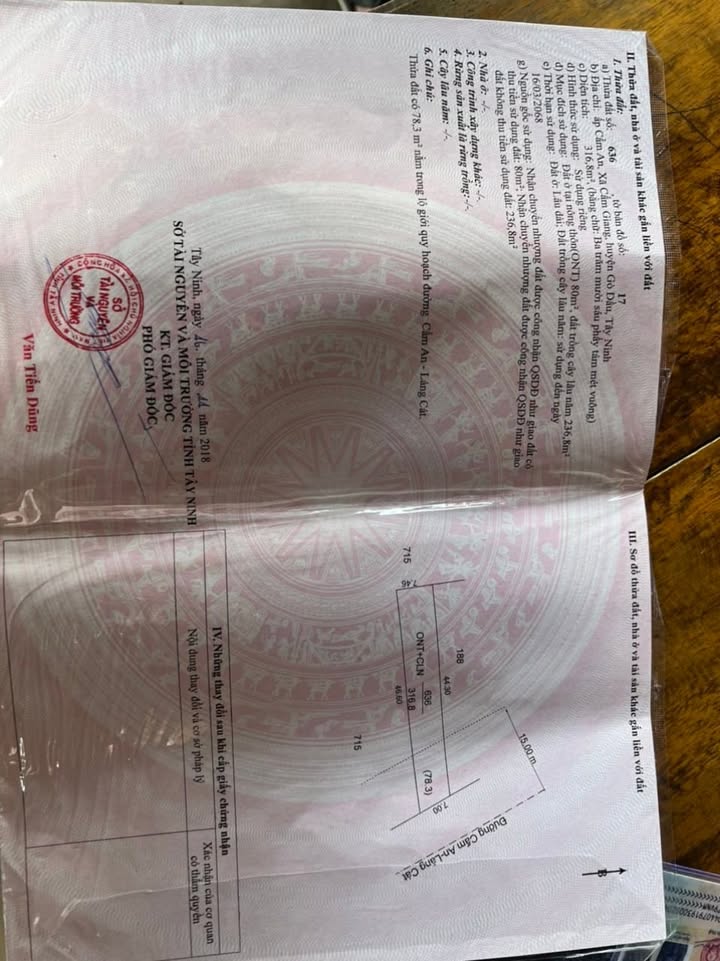 II. Thửa đất, nhà ở và tài sản khác gắn liền với đất
1. Thửa đất:
a) Thửa đất số: 636 tờ bản đồ số: 17
b) Địa chỉ: ấp Cẩm An, Xã Cẩm Giang, huyện Gò Dầu, Tây Ninh
c) Diện tích: 316,8m², (bằng chữ: Ba trăm mười sáu phẩy tám mét vuông)
d) Hình thức sử dụng: Sử dụng riêng
đ) Mục đích sử dụng: Đất ở tại nông thôn(ONT) 80m², đất trồng cây lâu năm 236,8m²
e) Thời hạn sử dụng: Đất ở: Lâu dài; Đất trồng cây lâu năm: sử dụng đến ngày
16/03/2068
g) Nguồn gốc sử dụng: Nhận chuyển nhượng đất được công nhận QSDĐ như giao đất có
thu tiền sử dụng đất: 80m²; Nhận chuyển nhượng đất được công nhận QSDĐ như giao
đất không thu tiền sử dụng đất: 236,8m²
2. Nhà ở: -/-
3. Công trình xây dựng khác: -/-
4. Rừng sản xuất là rừng trồng: -/-
5. Cây lâu năm: -/-
6. Ghi chú:
Thửa đất có 78,3 m² nằm trong lộ giới quy hoạch đường Cẩm An - Láng Cát.
Tây Ninh, ngày tháng năm 2018
SỞ TÀI NGUYÊN VÀ MÔI TRƯỜNG TỈNH TÂY NINH
KT. GIÁM ĐỐC
PHÓ GIÁM ĐỐC
SỞ
TÀI NGUYÊN
VÀ
MÔI TRƯỜNG
Văn Tiến Dũng
III. Sơ đồ thửa đất, nhà ở và tài sản khác gắn liền với đất
B
15.00 m
Đường Cẩm An-Láng Cát
188
44.30
7.46
ONT+CLN
636
316.8
(78.3)
7.00
46.60
715
715
IV. Những thay đổi sau khi cấp giấy chứng nhận
Nội dung thay đổi và cơ sở pháp lý
Xác nhận của cơ quan
có thẩm quyền